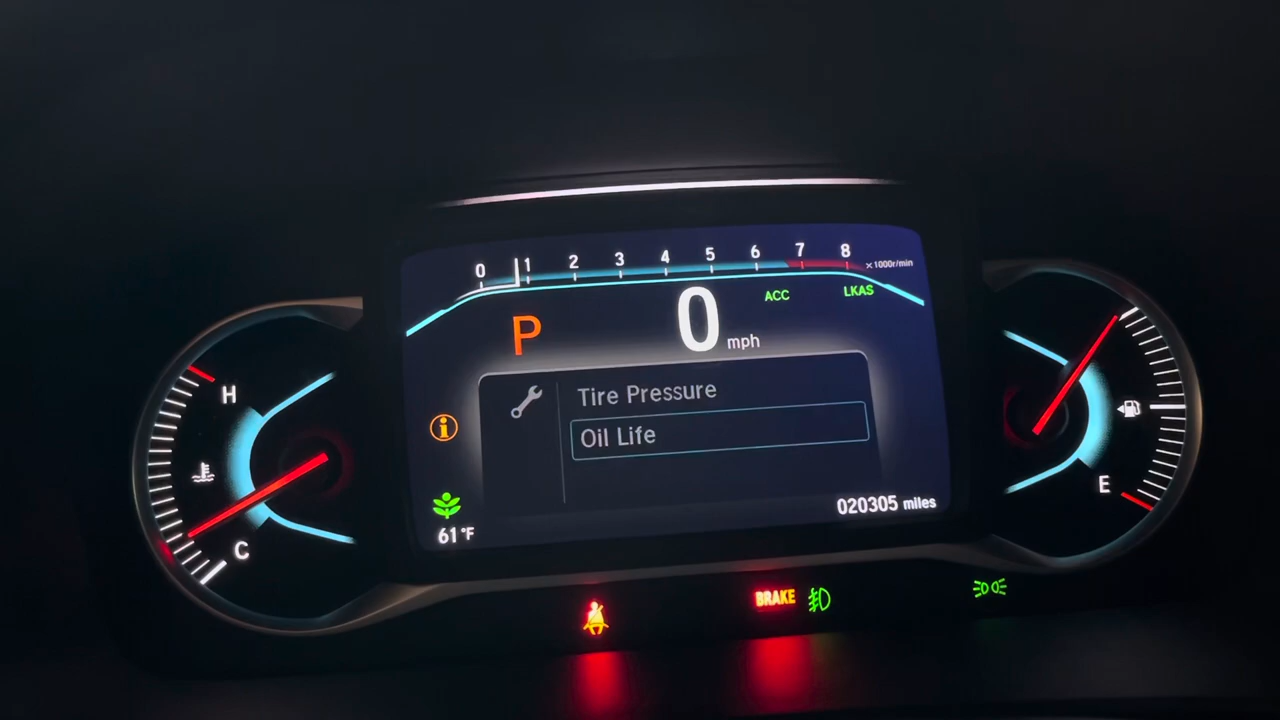 0 1 2 3 4 5 6 7 8 ×1000r/min
ACC LKAS
P 0 mph
H
Tire Pressure
Oil Life
i
C
E
61°F
020305 miles
BRAKE